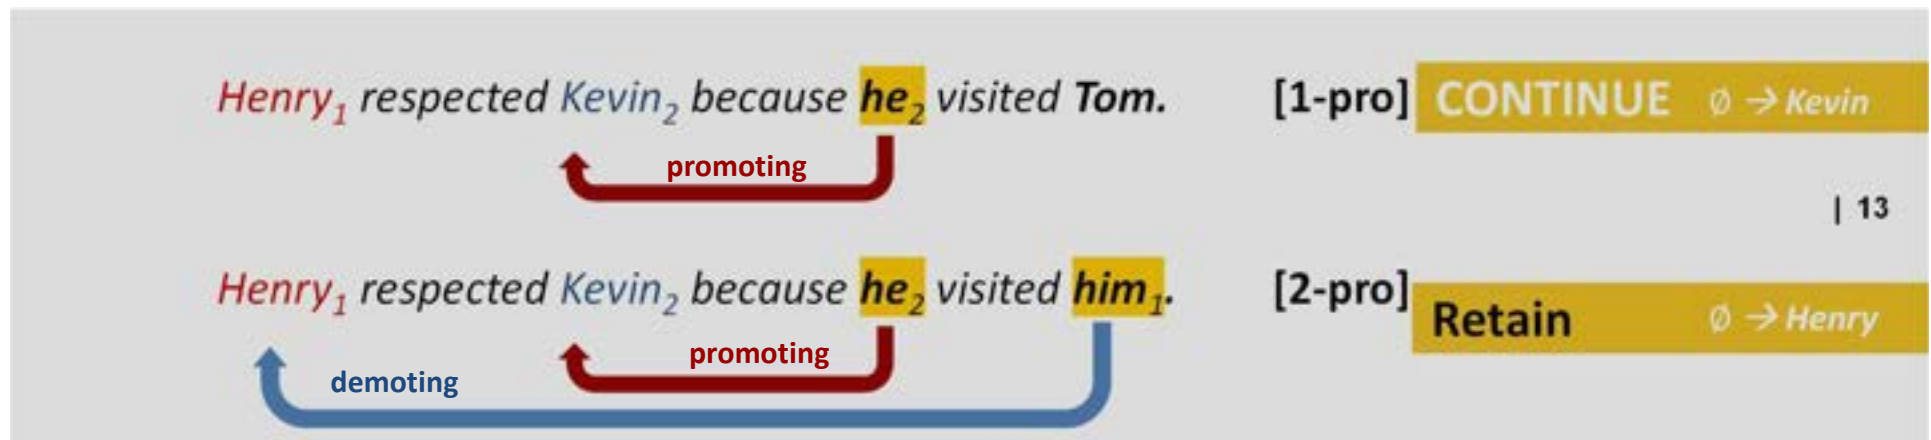 Henry₁ respected Kevin₂ because he₂ visited Tom. [1-pro] CONTINUE ∅ → Kevin
promoting
| 13
Henry₁ respected Kevin₂ because he₂ visited him₁. [2-pro] Retain ∅ → Henry
promoting
demoting